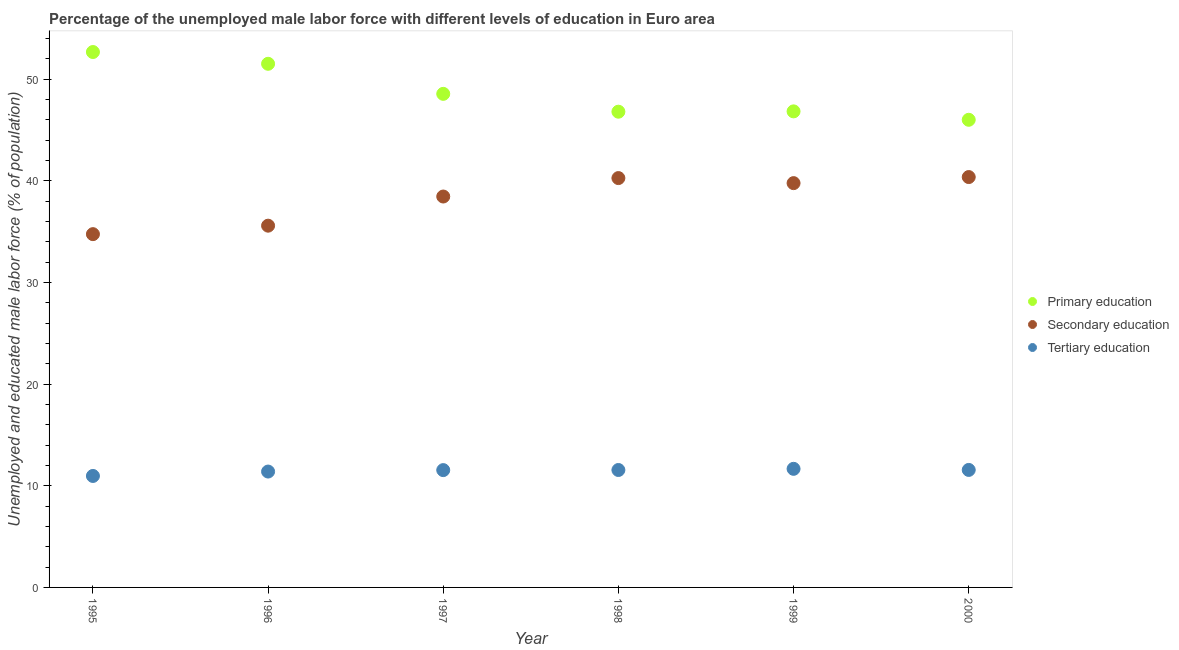 Percentage of the unemployed male labor force with different levels of education in Euro area
Unemployed and educated male labor force (% of population)
50
40
30
20
10
0
1995
1996
1997
1998
1999
2000
Year
Primary education
Secondary education
Tertiary education